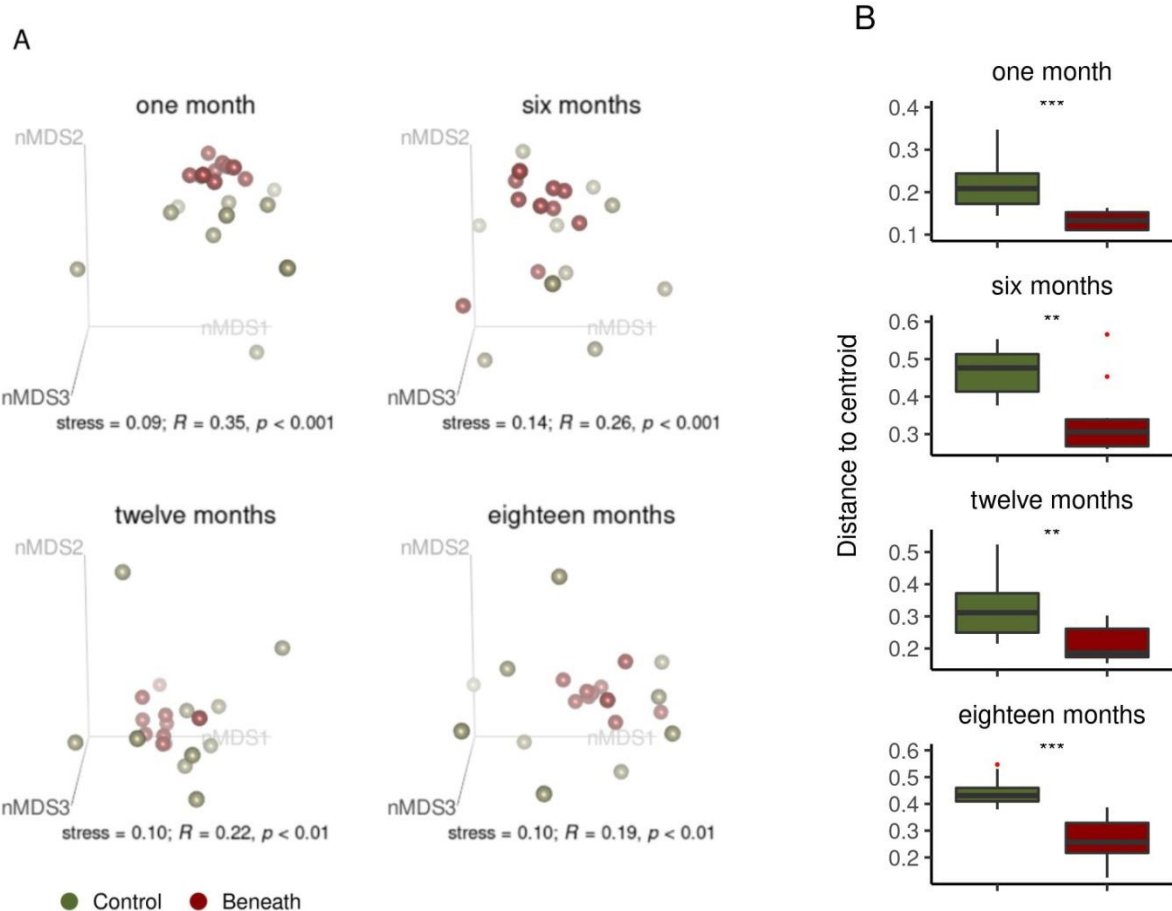 A
one month
nMDS2
nMDS1
nMDS3
stress = 0.09; R = 0.35, p < 0.001
six months
nMDS2
nMDS1
nMDS3
stress = 0.14; R = 0.26, p < 0.001
twelve months
nMDS2
nMDS1
nMDS3
stress = 0.10; R = 0.22, p < 0.01
eighteen months
nMDS2
nMDS1
nMDS3
stress = 0.10; R = 0.19, p < 0.01
Control
Beneath
B
Distance to centroid
one month
***
0.4
0.3
0.2
0.1
six months
**
0.6
0.5
0.4
0.3
twelve months
**
0.5
0.4
0.3
0.2
eighteen months
***
0.6
0.5
0.4
0.3
0.2